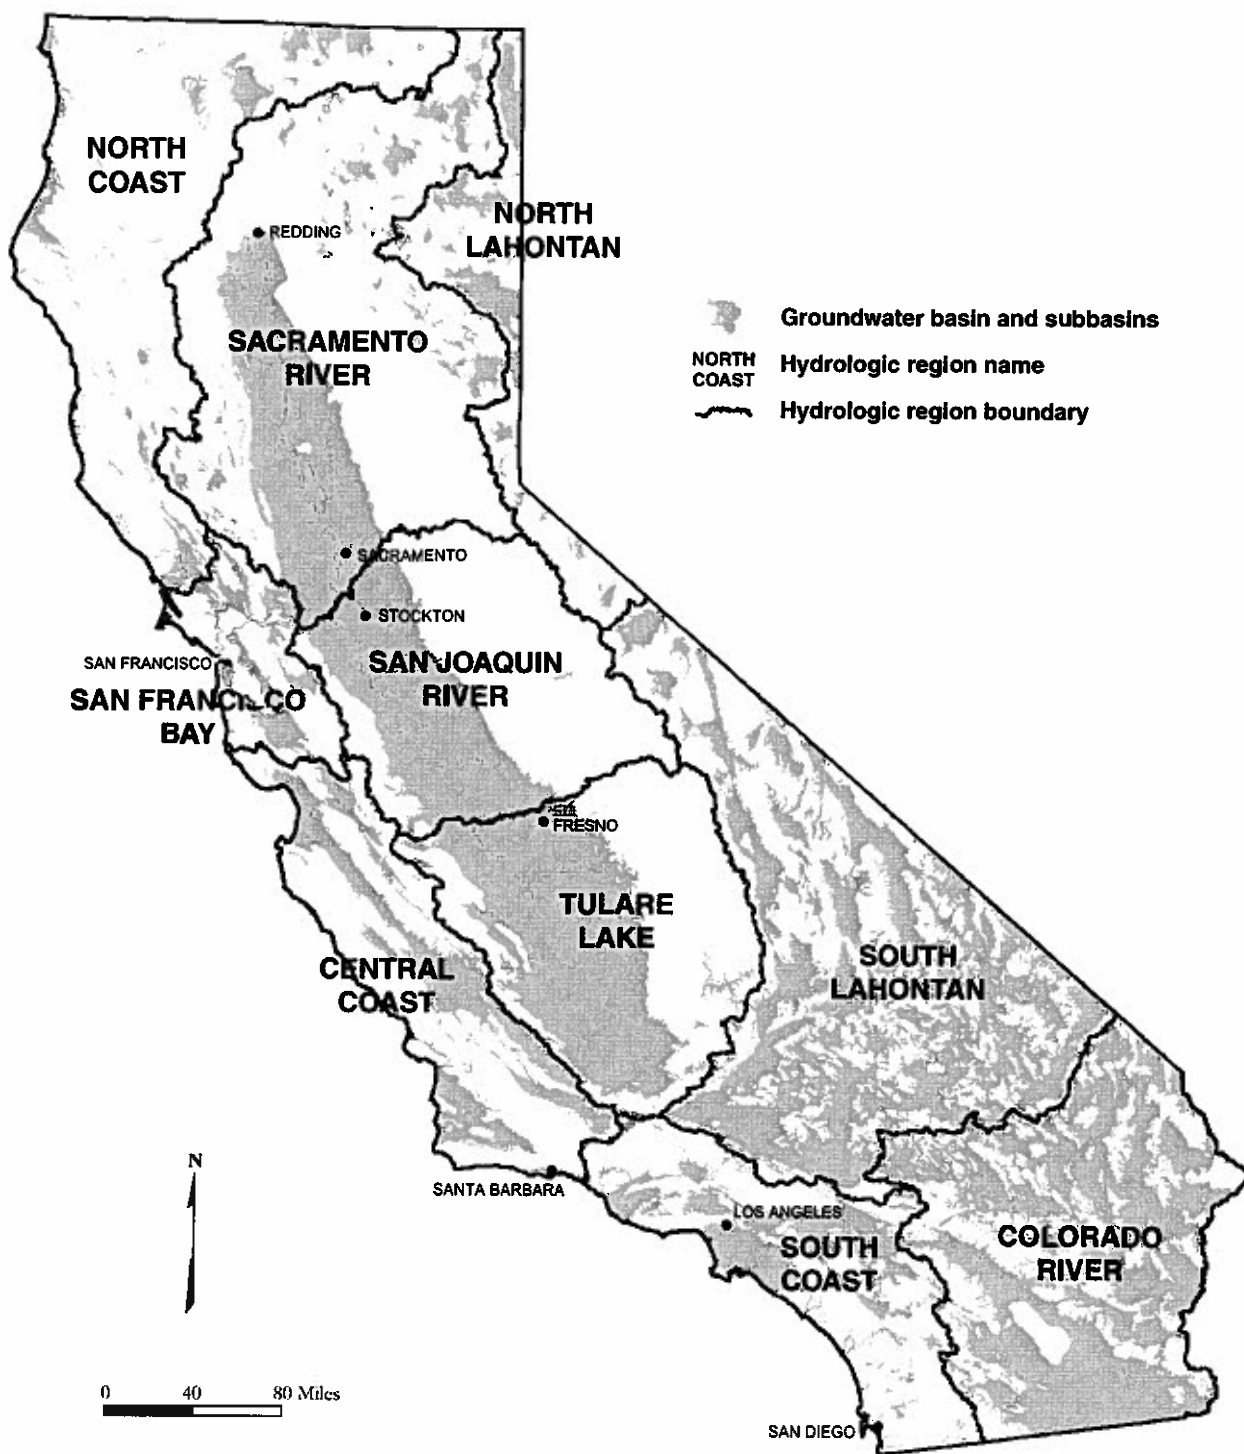 NORTH
COAST
NORTH
LAHONTAN
REDDING
SACRAMENTO
RIVER
Groundwater basin and subbasins
NORTH
COAST
Hydrologic region name
Hydrologic region boundary
SACRAMENTO
STOCKTON
SAN FRANCISCO
SAN JOAQUIN
RIVER
SAN FRANCISCO
BAY
FRESNO
TULARE
LAKE
CENTRAL
COAST
SOUTH
LAHONTAN
N
SANTA BARBARA
LOS ANGELES
SOUTH
COAST
COLORADO
RIVER
0 40 80 Miles
SAN DIEGO